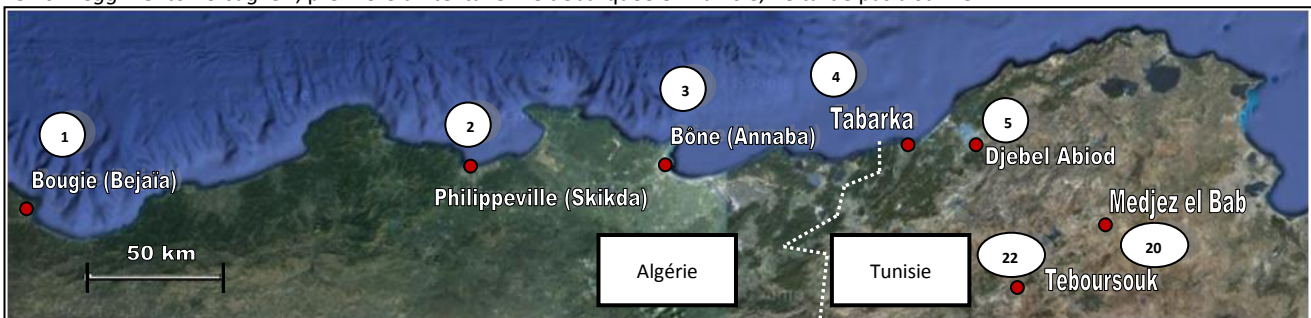 1
2
3
4
5
Bougie (Bejaïa)
Philippeville (Skikda)
Bône (Annaba)
Tabarka
Djebel Abiod
Medjez el Bab
20
22
Teboursouk
50 km
Algérie
Tunisie